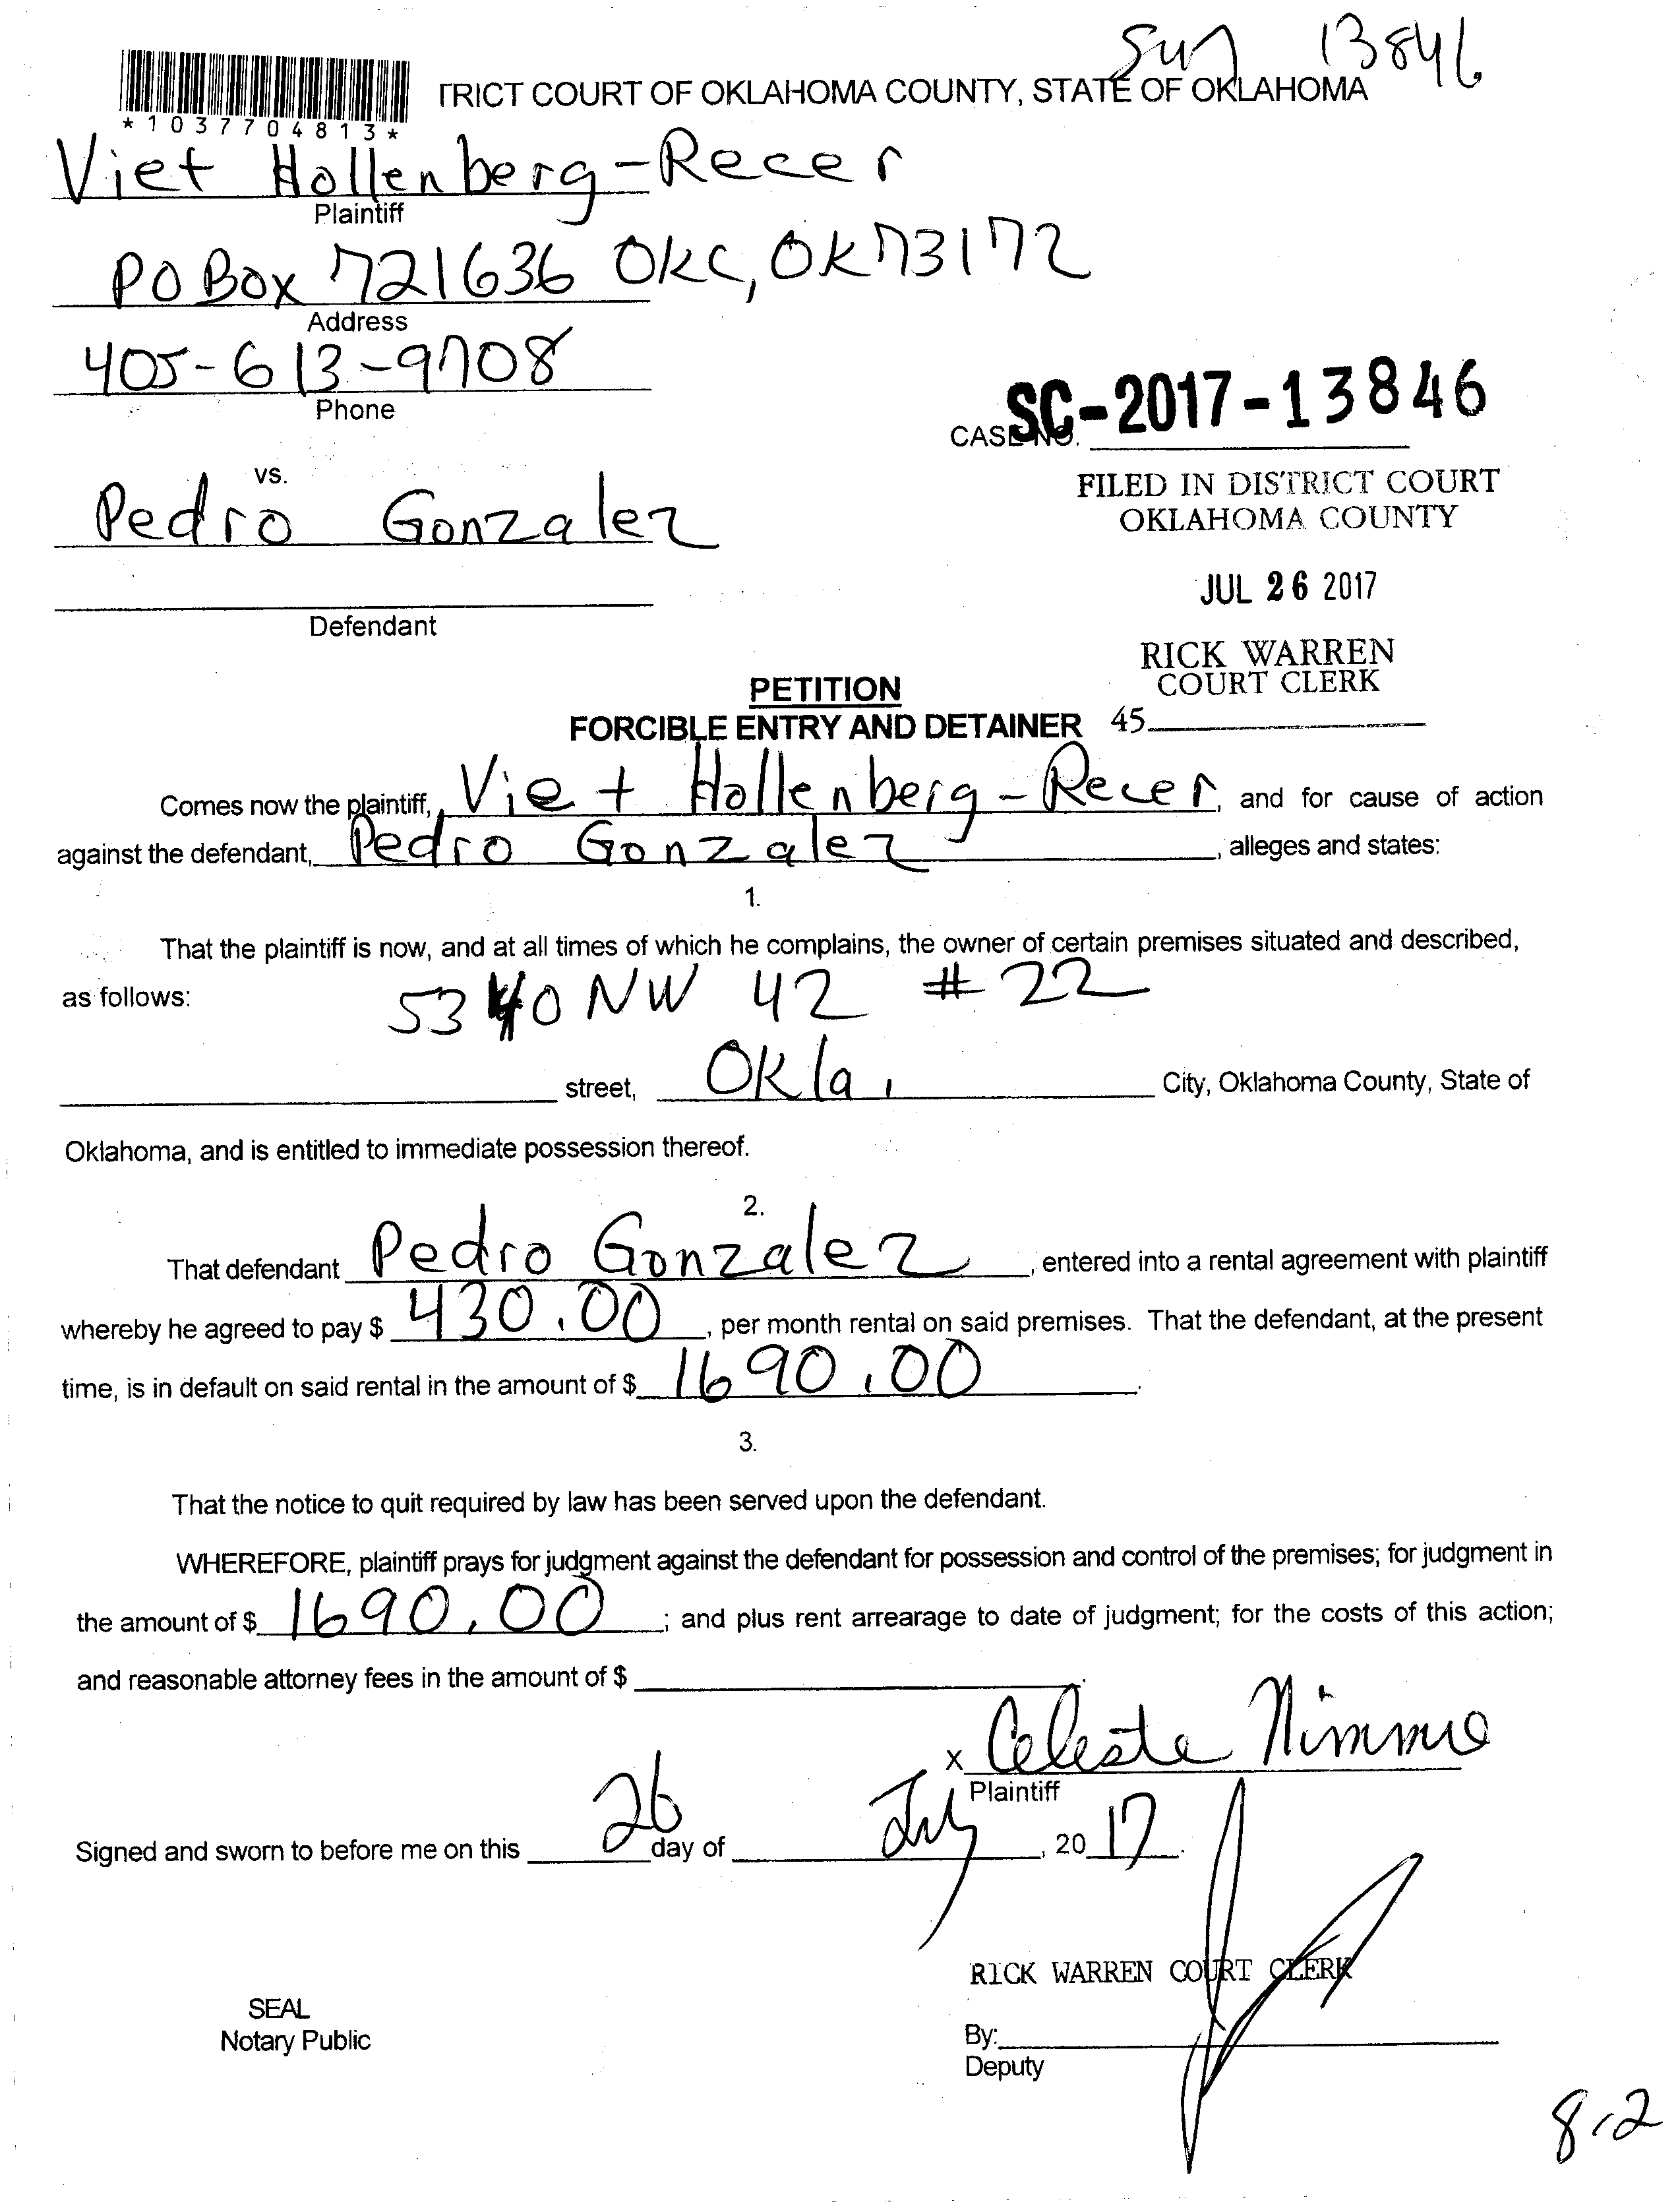 13846
TRICT COURT OF OKLAHOMA COUNTY, STATE OF OKLAHOMA
*1037704813*
Viet Hollenberg-Recer
Plaintiff
PO Box 721636 OKC, OK 73172
Address
405-613-9708
Phone
SC-2017-13846
CASE NO.
vs.
FILED IN DISTRICT COURT
OKLAHOMA COUNTY
Pedro Gonzalez
JUL 26 2017
Defendant
RICK WARREN
COURT CLERK
PETITION
FORCIBLE ENTRY AND DETAINER
45
Comes now the plaintiff, Viet Hollenberg-Recer, and for cause of action
against the defendant, Pedro Gonzalez, alleges and states:
1.
That the plaintiff is now, and at all times of which he complains, the owner of certain premises situated and described,
as follows: 5340 NW 42 #22
street, Okla, City, Oklahoma County, State of
Oklahoma, and is entitled to immediate possession thereof.
2.
That defendant Pedro Gonzalez, entered into a rental agreement with plaintiff
whereby he agreed to pay $ 430.00, per month rental on said premises. That the defendant, at the present
time, is in default on said rental in the amount of $ 1690.00.
3.
That the notice to quit required by law has been served upon the defendant.
WHEREFORE, plaintiff prays for judgment against the defendant for possession and control of the premises; for judgment in
the amount of $ 1690.00; and plus rent arrearage to date of judgment; for the costs of this action;
and reasonable attorney fees in the amount of $
x Celeste Nimmo
Plaintiff
Signed and sworn to before me on this 26 day of July, 2017.
RICK WARREN COURT CLERK
SEAL
Notary Public
By:
Deputy
8-2